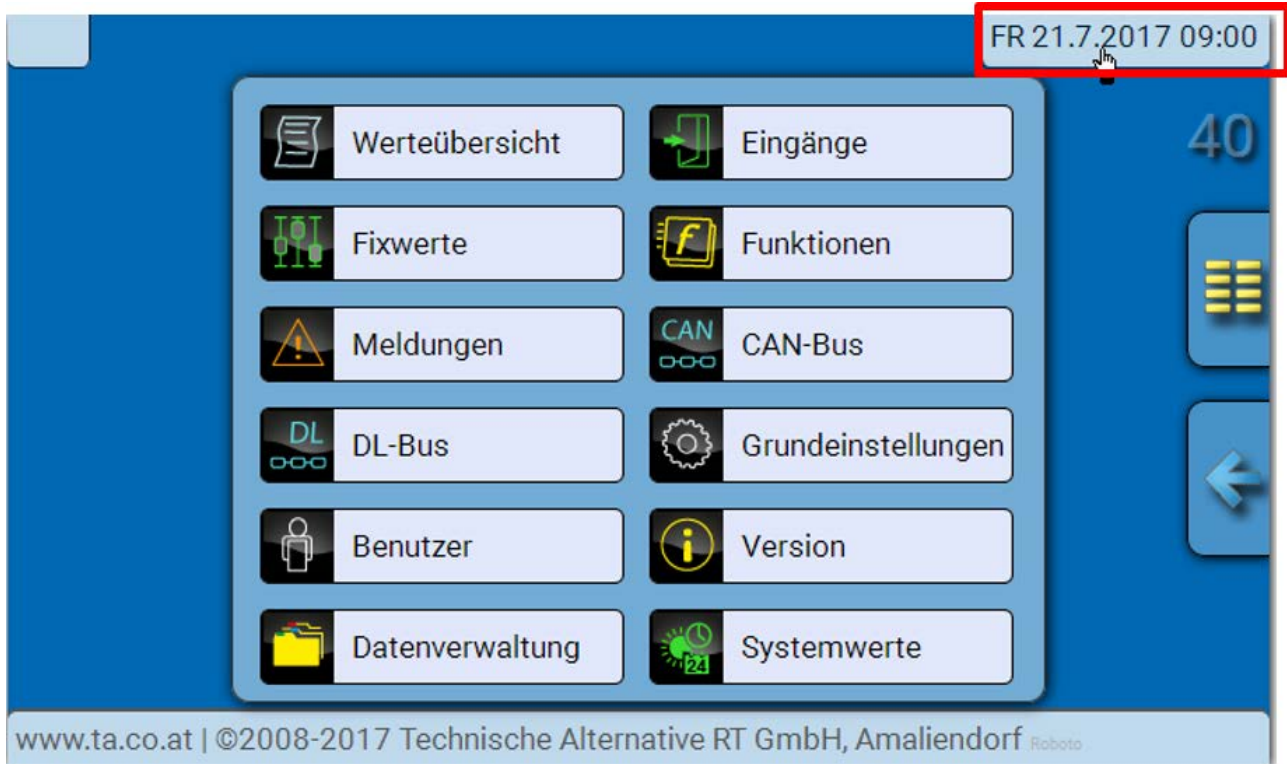 FR 21.7.2017 09:00
40
Werteübersicht
Eingänge
Fixwerte
Funktionen
Meldungen
CAN
CAN-Bus
DL
DL-Bus
Grundeinstellungen
Benutzer
Version
Datenverwaltung
24
Systemwerte
www.ta.co.at | ©2008-2017 Technische Alternative RT GmbH, Amaliendorf Roboto